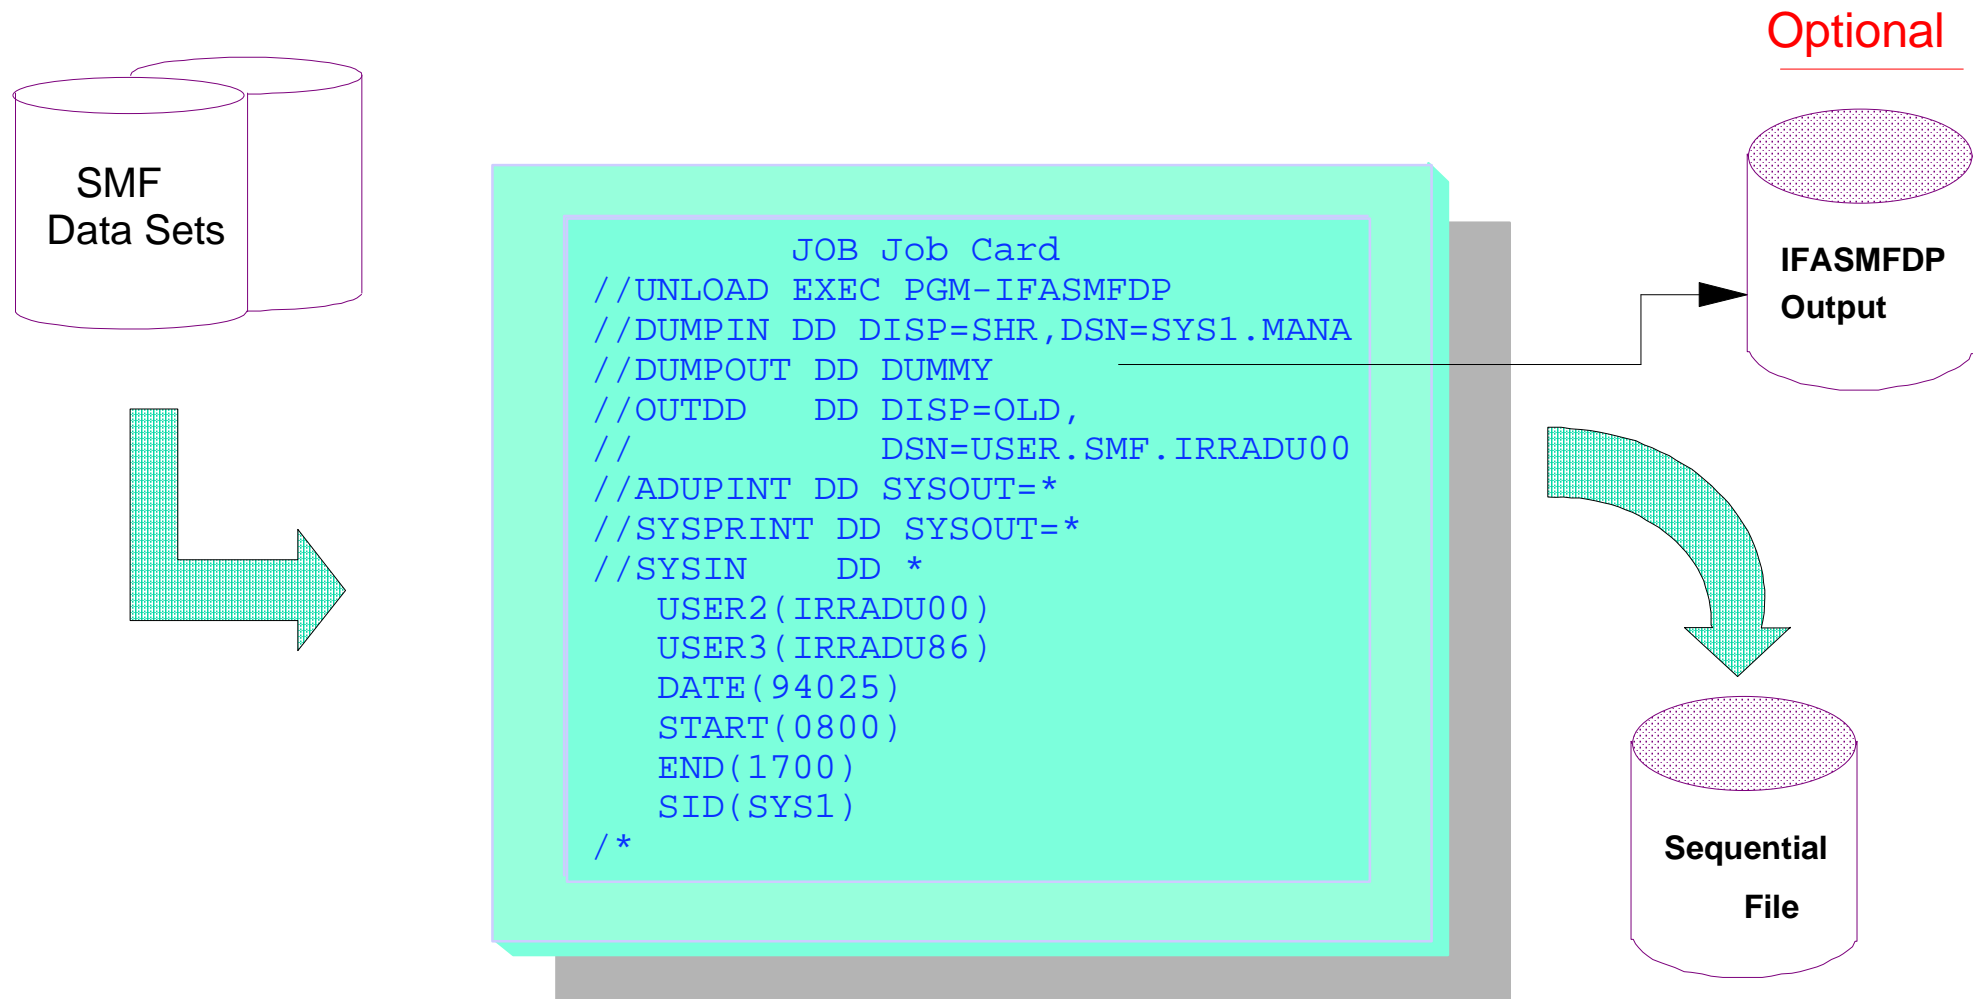 Optional
SMF
Data Sets
JOB Job Card
//UNLOAD EXEC PGM-IFASMFDP
//DUMPIN DD DISP=SHR,DSN=SYS1.MANA
//DUMPOUT DD DUMMY
//OUTDD   DD DISP=OLD,
//           DSN=USER.SMF.IRRADU00
//ADUPINT DD SYSOUT=*
//SYSPRINT DD SYSOUT=*
//SYSIN    DD *
   USER2(IRRADU00)
   USER3(IRRADU86)
   DATE(94025)
   START(0800)
   END(1700)
   SID(SYS1)
/*
IFASMFDP
Output
Sequential
File